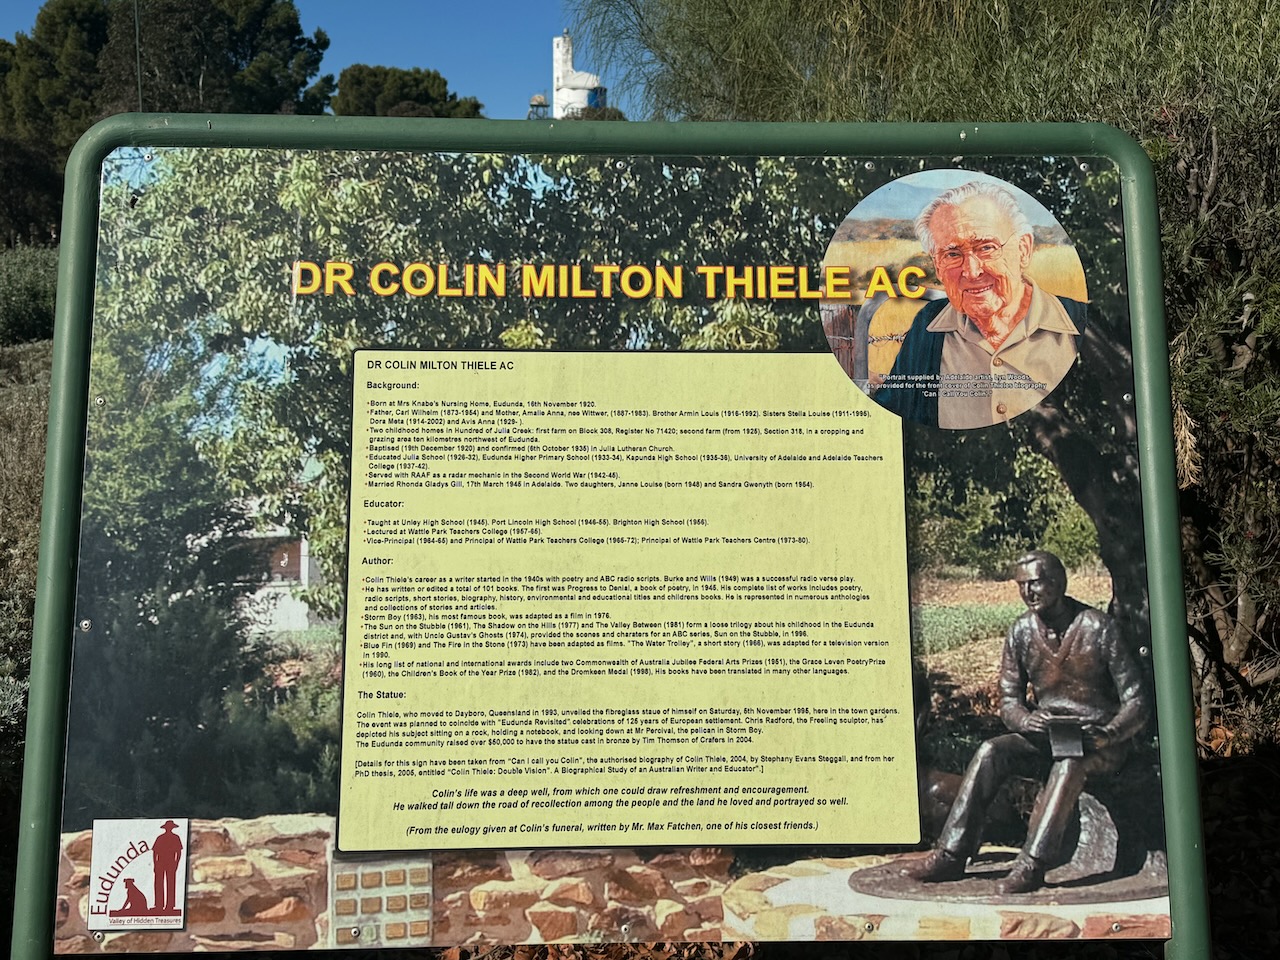 DR COLIN MILTON THIELE AC
"Portrait supplied by Adelaide artist, Lyn Woods,
as provided for the front cover of Colin Thieles biography
"Can I Call You Colin."
DR COLIN MILTON THIELE AC
Background:
•Born at Mrs Knabe's Nursing Home, Eudunda, 16th November 1920.
•Father, Carl Wilhelm (1873-1954) and Mother, Amalie Anna, nee Wittwer, (1887-1983). Brother Armin Louis (1916-1992). Sisters Stella Louise (1911-1995),
Dora Meta (1914-2002) and Avis Anna (1929- ).
•Two childhood homes in Hundred of Julia Creek: first farm on Block 308, Register No 71420; second farm (from 1925), Section 318, in a cropping and
grazing area ten kilometres northwest of Eudunda.
•Baptised (19th December 1920) and confirmed (6th October 1935) in Julia Lutheran Church.
•Educated Julia School (1926-32), Eudunda Higher Primary School (1933-34), Kapunda High School (1935-36), University of Adelaide and Adelaide Teachers
College (1937-42).
•Served with RAAF as a radar mechanic in the Second World War (1942-45).
•Married Rhonda Gladys Gill, 17th March 1945 in Adelaide. Two daughters, Janne Louise (born 1948) and Sandra Gwenyth (born 1954).
Educator:
•Taught at Unley High School (1945). Port Lincoln High School (1946-55). Brighton High School (1956).
•Lectured at Wattle Park Teachers College (1957-65).
•Vice-Principal (1964-65) and Principal of Wattle Park Teachers College (1965-72); Principal of Wattle Park Teachers Centre (1973-80).
Author:
•Colin Thiele's career as a writer started in the 1940s with poetry and ABC radio scripts. Burke and Wills (1949) was a successful radio verse play.
•He has written or edited a total of 101 books. The first was Progress to Denial, a book of poetry, in 1945. His complete list of works includes poetry,
radio scripts, short stories, biography, history, environmental and educational titles and childrens books. He is represented in numerous anthologies
and collections of stories and articles.
•Storm Boy (1963), his most famous book, was adapted as a film in 1976.
•The Sun on the Stubble (1961), The Shadow on the Hills (1977) and The Valley Between (1981) form a loose trilogy about his childhood in the Eudunda
district and, with Uncle Gustav's Ghosts (1974), provided the scenes and charaters for an ABC series, Sun on the Stubble, in 1996.
•Blue Fin (1969) and The Fire in the Stone (1973) have been adapted as films. "The Water Trolley", a short story (1966), was adapted for a television version
in 1990.
•His long list of national and international awards include two Commonwealth of Australia Jubilee Federal Arts Prizes (1951), the Grace Leven PoetryPrize
(1960), the Children's Book of the Year Prize (1982), and the Dromkeen Medal (1998), His books have been translated in many other languages.
The Statue:
Colin Thiele, who moved to Dayboro, Queensland in 1993, unveiled the fibreglass staue of himself on Saturday, 5th November 1995, here in the town gardens.
The event was planned to coincide with "Eudunda Revisited" celebrations of 125 years of European settlement. Chris Radford, the Freeling sculptor, has
depicted his subject sitting on a rock, holding a notebook, and looking down at Mr Percival, the pelican in Storm Boy.
The Eudunda community raised over $50,000 to have the statue cast in bronze by Tim Thomson of Crafers in 2004.
[Details for this sign have been taken from "Can I call you Colin", the authorised biography of Colin Thiele, 2004, by Stephany Evans Steggall, and from her
PhD thesis, 2005, entitled "Colin Thiele: Double Vision". A Biographical Study of an Australian Writer and Educator".]
Colin's life was a deep well, from which one could draw refreshment and encouragement.
He walked tall down the road of recollection among the people and the land he loved and portrayed so well.
(From the eulogy given at Colin's funeral, written by Mr. Max Fatchen, one of his closest friends.)
Eudunda
Valley of Hidden Treasures